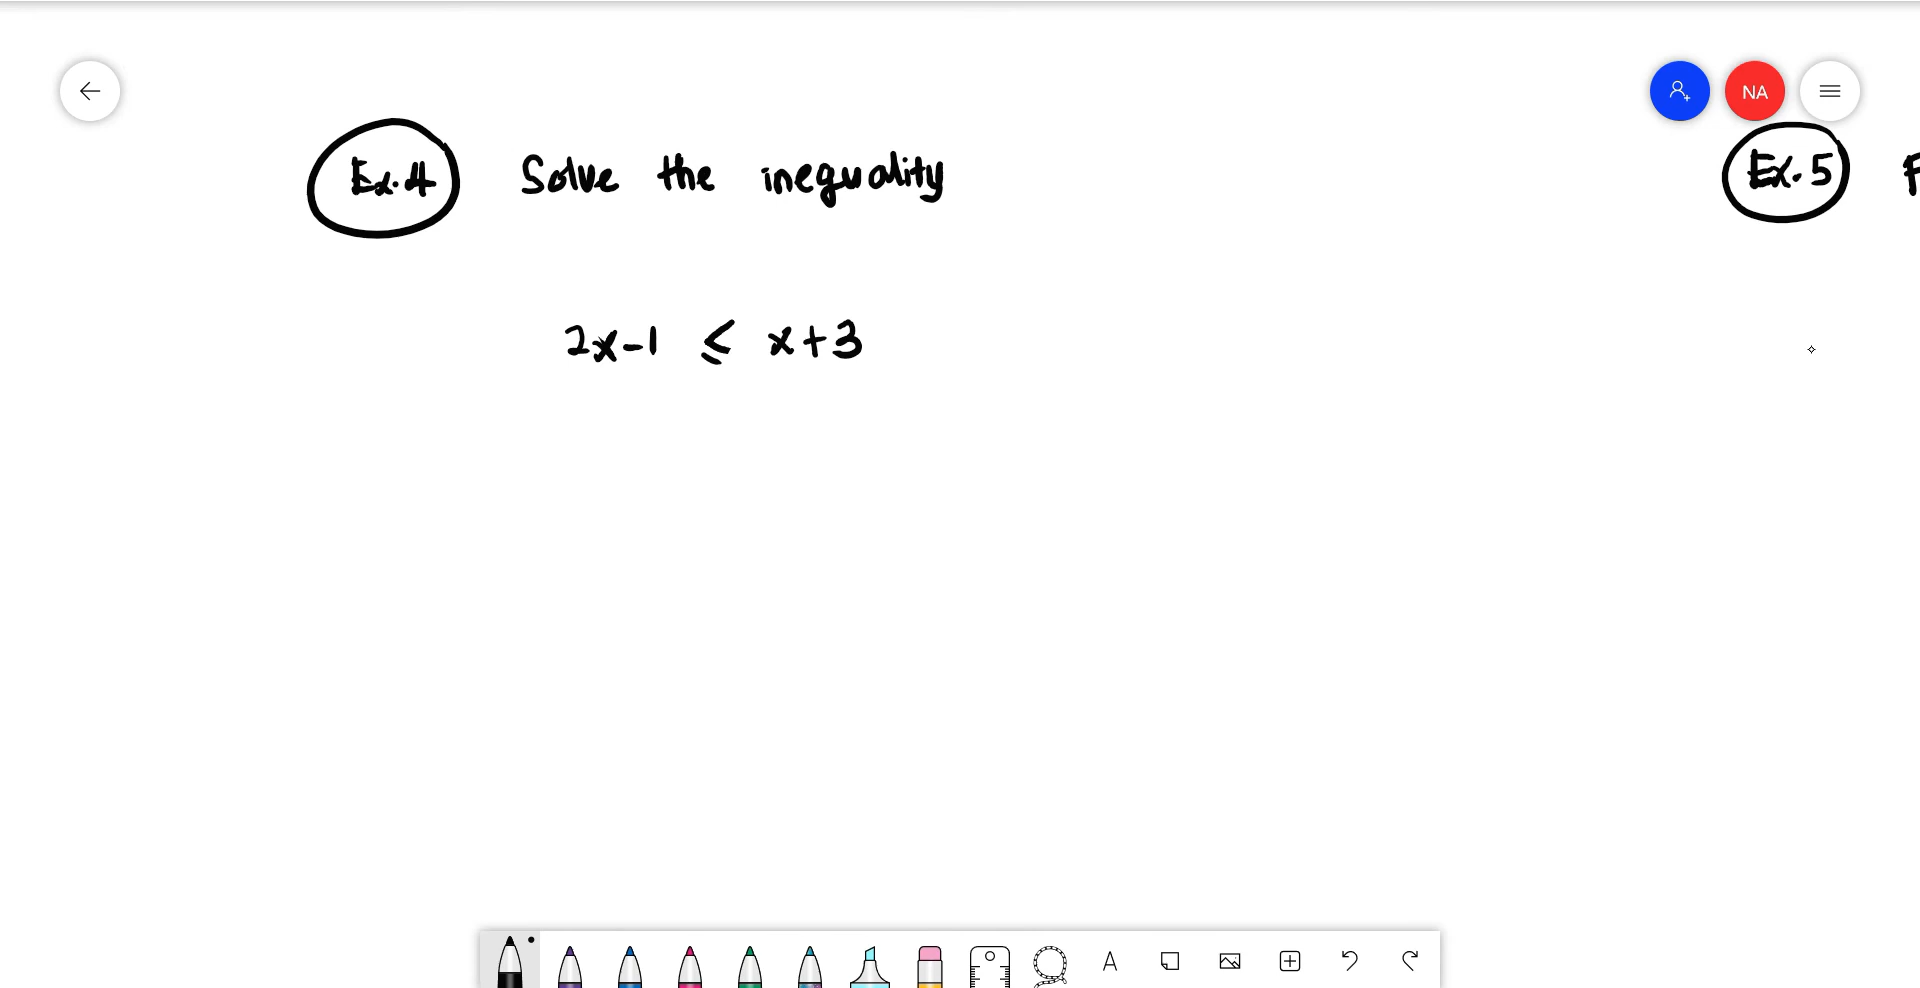 NA
Ex.4 Solve the inequality
Ex.5
2x-1 ≤ x+3
A